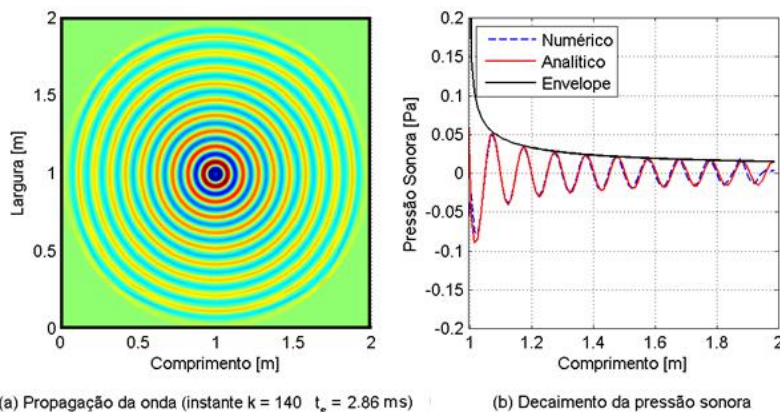 2
1.5
1
0.5
0
Largura [m]
0 0.5 1 1.5 2
Comprimento [m]
(a) Propagação da onda (instante k = 140 t_s = 2.86 ms)
0.2
0.15
0.1
0.05
0
-0.05
-0.1
-0.15
-0.2
Pressão Sonora [Pa]
Numérico
Analítico
Envelope
1 1.2 1.4 1.6 1.8 2
Comprimento [m]
(b) Decaimento da pressão sonora